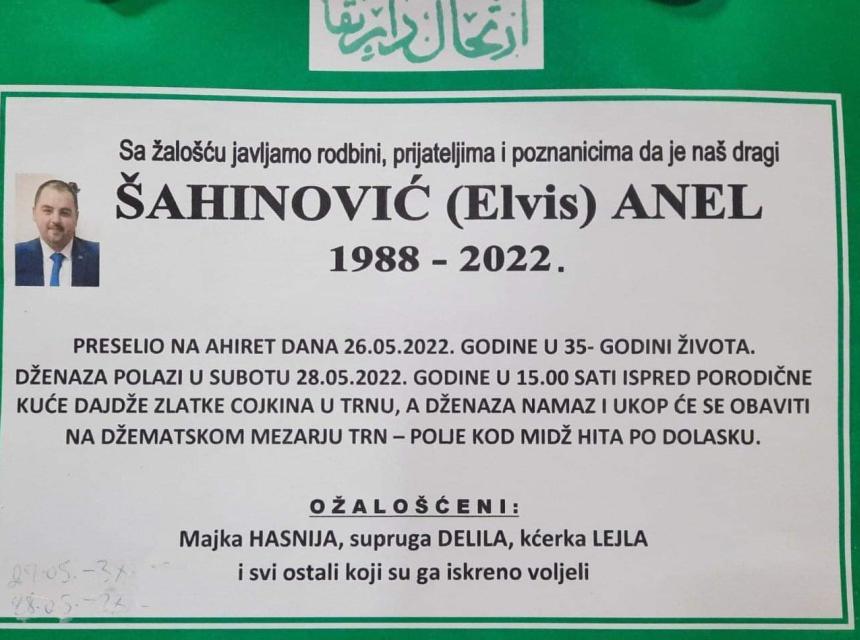 Sa žalošću javljamo rodbini, prijateljima i poznanicima da je naš dragi
ŠAHINOVIĆ (Elvis) ANEL
1988 - 2022.
PRESELIO NA AHIRET DANA 26.05.2022. GODINE U 35- GODINI ŽIVOTA.
DŽENAZA POLAZI U SUBOTU 28.05.2022. GODINE U 15.00 SATI ISPRED PORODIČNE
KUĆE DAJDŽE ZLATKE COJKINA U TRNU, A DŽENAZA NAMAZ I UKOP ĆE SE OBAVITI
NA DŽEMATSKOM MEZARJU TRN – POLJE KOD MIDŽ HITA PO DOLASKU.
OŽALOŠĆENI:
Majka HASNIJA, supruga DELILA, kćerka LEJLA
i svi ostali koji su ga iskreno voljeli